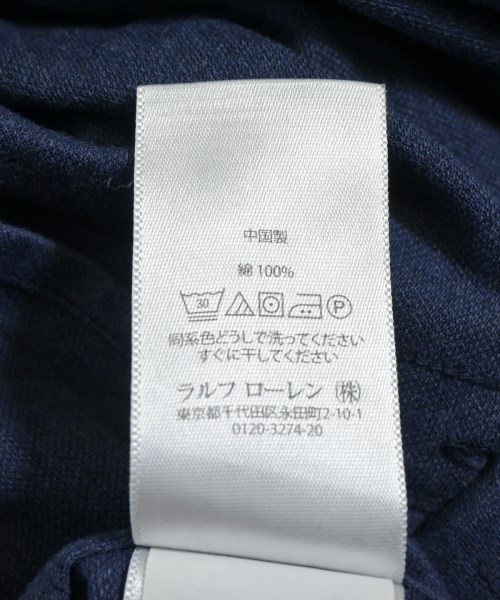 中国製
綿 100%
30 P
同系色どうしで洗ってください
すぐに干してください
ラルフ ローレン (株)
東京都千代田区永田町2-10-1
0120-3274-20